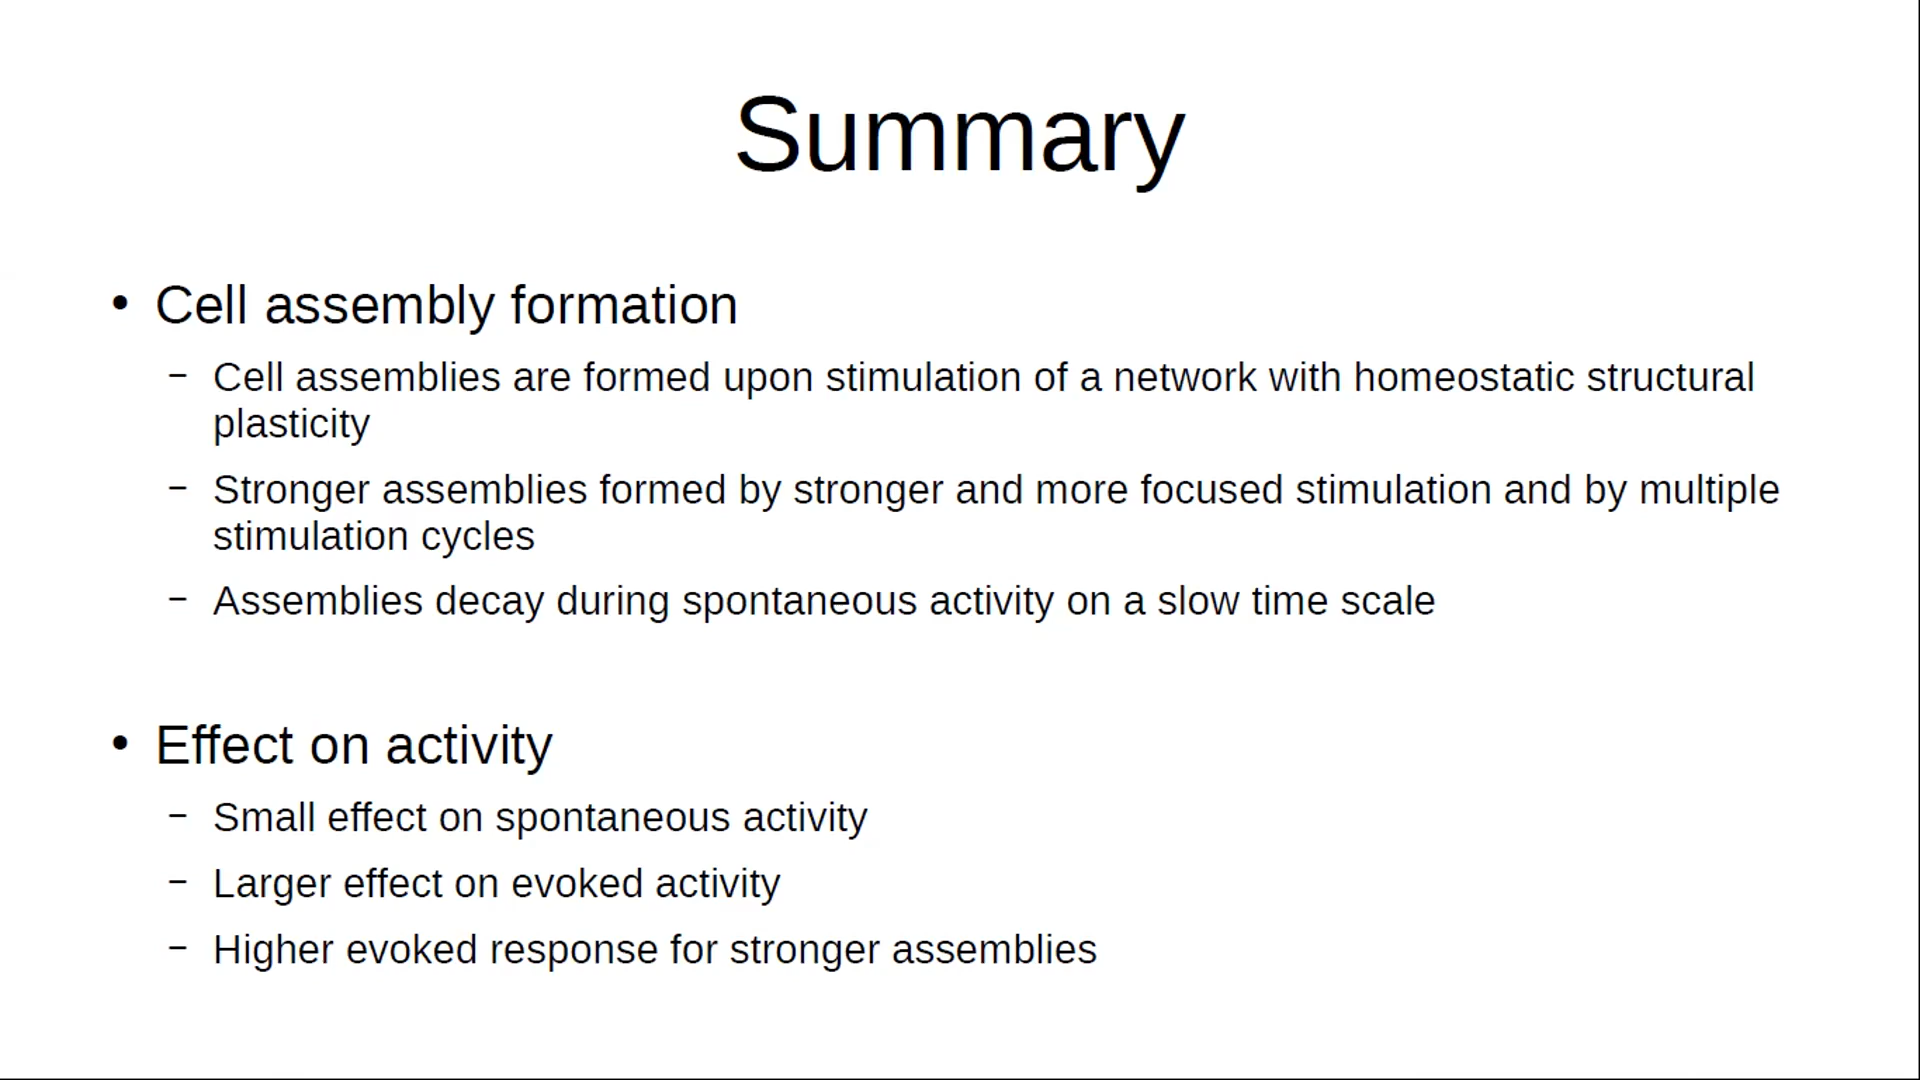 Summary
• Cell assembly formation
– Cell assemblies are formed upon stimulation of a network with homeostatic structural
plasticity
– Stronger assemblies formed by stronger and more focused stimulation and by multiple
stimulation cycles
– Assemblies decay during spontaneous activity on a slow time scale
• Effect on activity
– Small effect on spontaneous activity
– Larger effect on evoked activity
– Higher evoked response for stronger assemblies